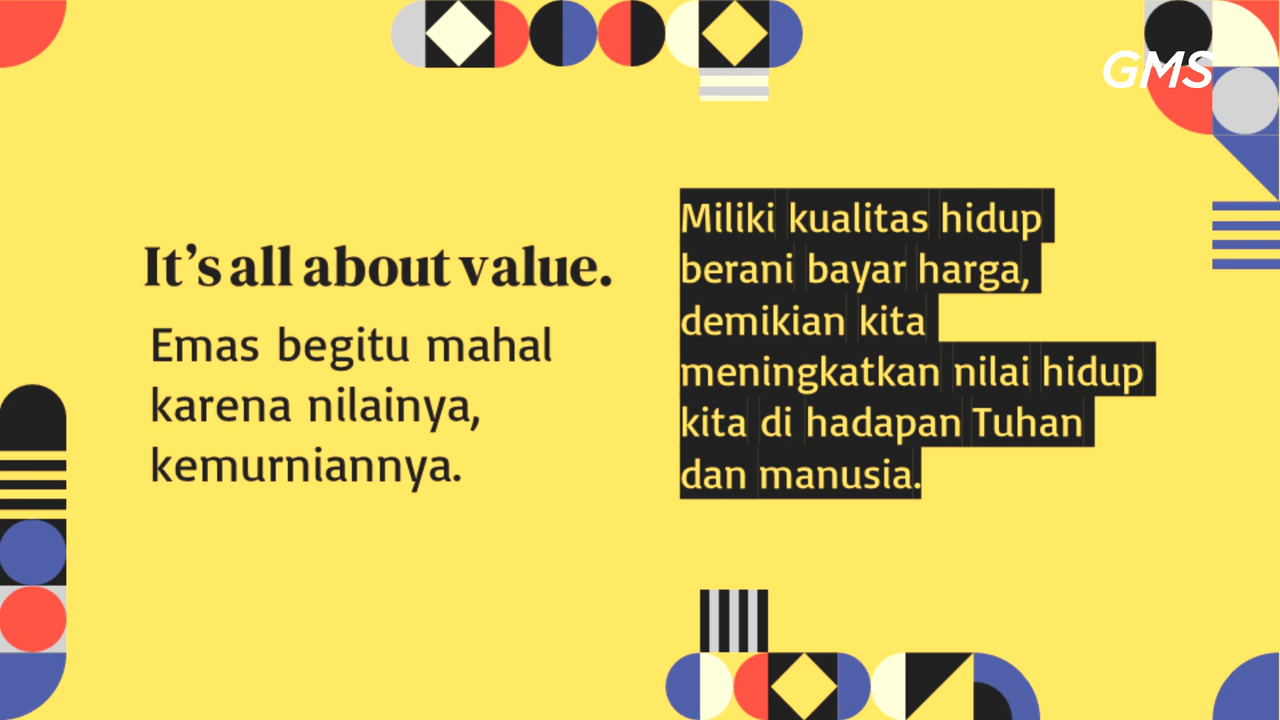 GMS
It's all about value.
Emas begitu mahal
karena nilainya,
kemurniannya.
Miliki kualitas hidup
berani bayar harga,
demikian kita
meningkatkan nilai hidup
kita di hadapan Tuhan
dan manusia.